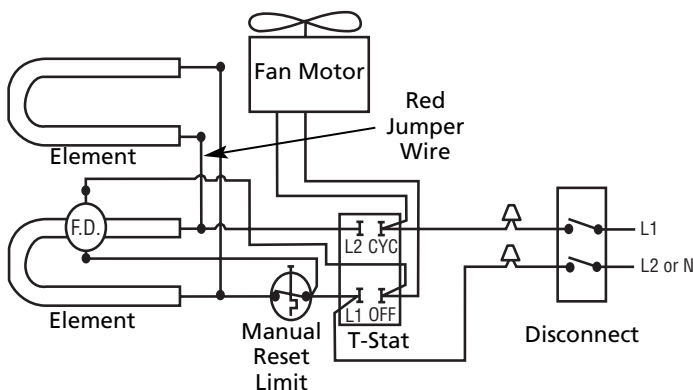 Fan Motor
Red
Jumper
Wire
Element
F.D.
L2 CYC
L1
L2 or N
L1 OFF
Element
Manual
Reset
Limit
T-Stat
Disconnect